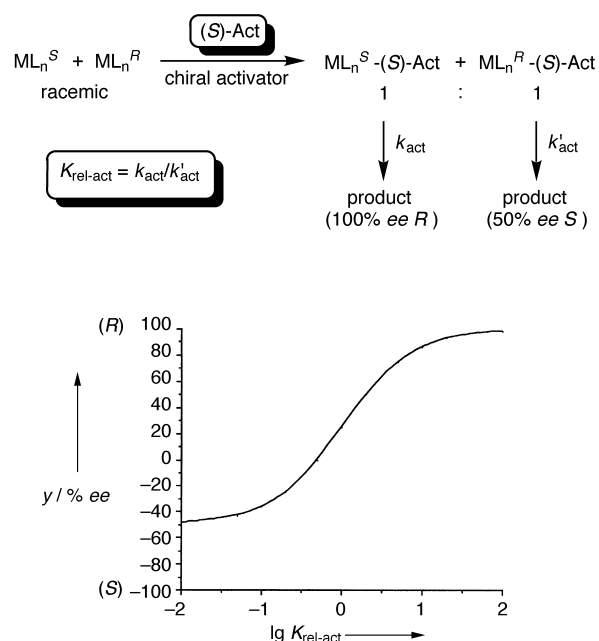 (S)-Act
MLnS + MLnR
racemic
chiral activator
MLnS -(S)-Act + MLnR -(S)-Act
1 : 1
Krel-act = kact/k'act
kact
k'act
product
(100% ee R )
product
(50% ee S )
(R)
100
80
60
40
20
0
−20
−40
−60
−80
(S) −100
y / % ee
−2 −1 0 1 2
lg Krel-act